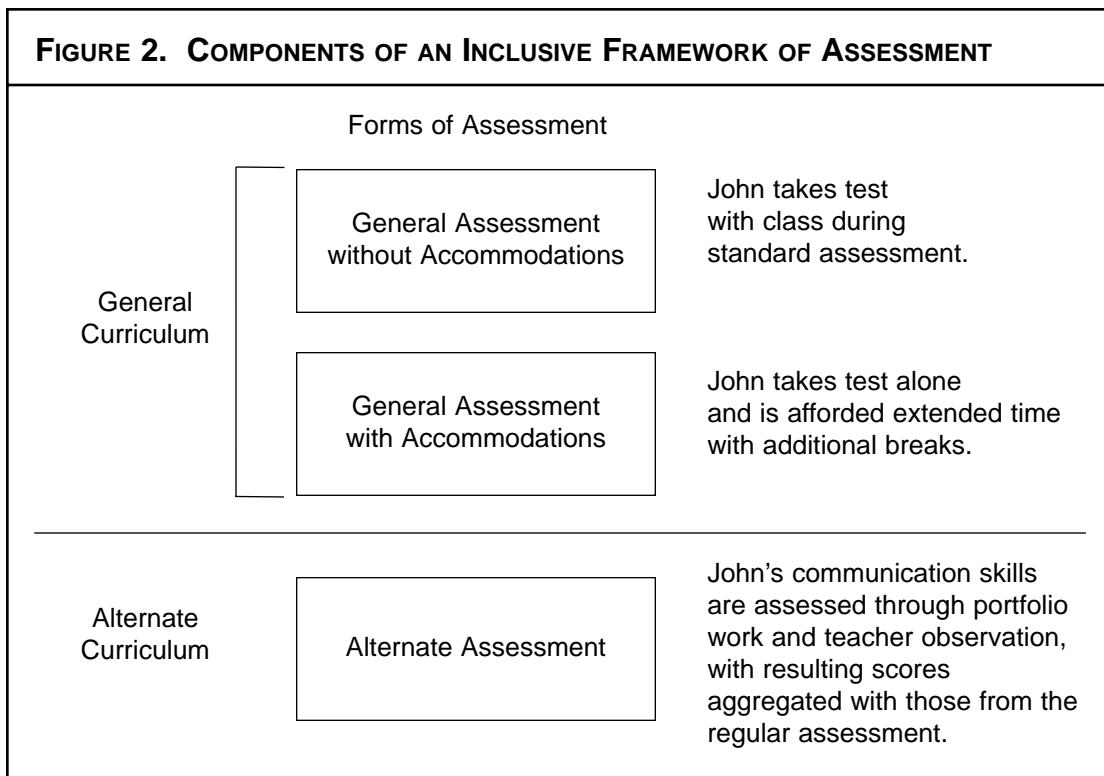 FIGURE 2. COMPONENTS OF AN INCLUSIVE FRAMEWORK OF ASSESSMENT
Forms of Assessment
General
Curriculum
General Assessment
without Accommodations
John takes test
with class during
standard assessment.
General Assessment
with Accommodations
John takes test alone
and is afforded extended time
with additional breaks.
Alternate
Curriculum
Alternate Assessment
John’s communication skills
are assessed through portfolio
work and teacher observation,
with resulting scores
aggregated with those from the
regular assessment.